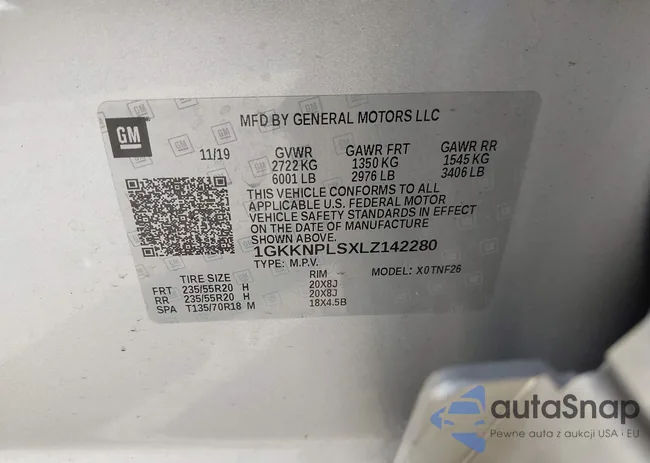 MFD BY GENERAL MOTORS LLC
GM
11/19 GVWR GAWR FRT GAWR RR
2722 KG 1350 KG 1545 KG
6001 LB 2976 LB 3406 LB
THIS VEHICLE CONFORMS TO ALL
APPLICABLE U.S. FEDERAL MOTOR
VEHICLE SAFETY STANDARDS IN EFFECT
ON THE DATE OF MANUFACTURE
SHOWN ABOVE.
1GKKNPLSXLZ142280
TYPE: M.P.V. MODEL: X0TNF26
TIRE SIZE RIM
FRT 235/55R20 H 20X8J
RR 235/55R20 H 20X8J
SPA T135/70R18 M 18X4.5B
autoSnap
Pewne auta z aukcji USA i EU